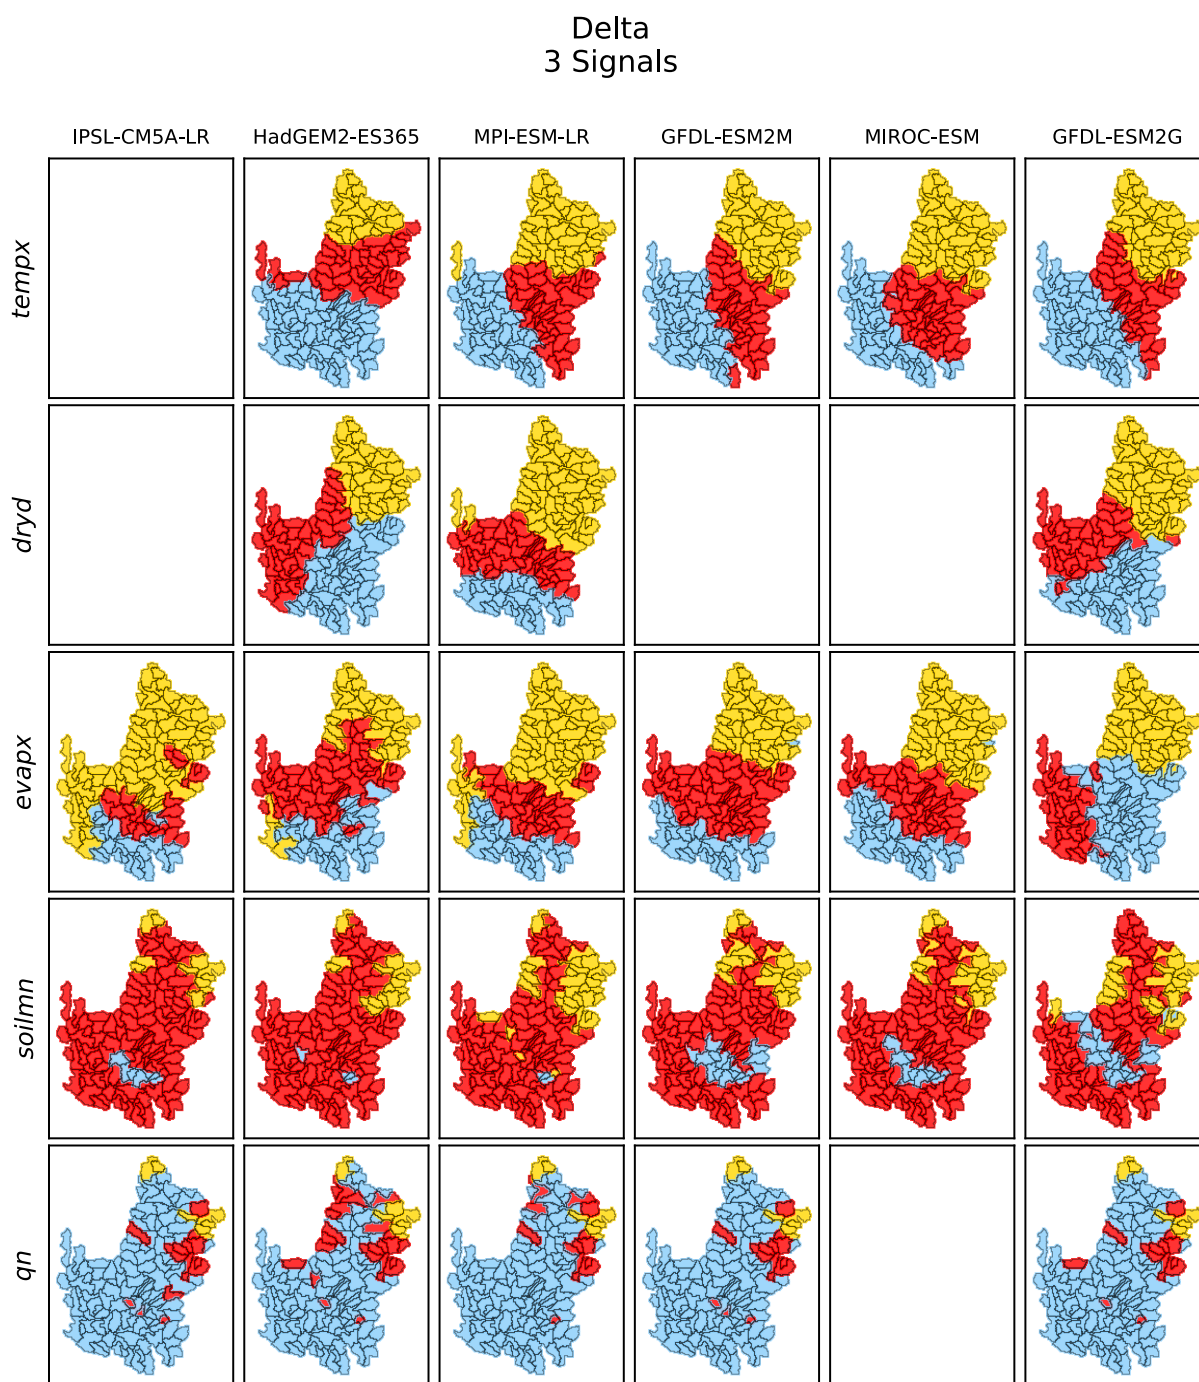 Delta
3 Signals
IPSL-CM5A-LR HadGEM2-ES365 MPI-ESM-LR GFDL-ESM2M MIROC-ESM GFDL-ESM2G
tempx
dryd
evapx
soilmn
qn